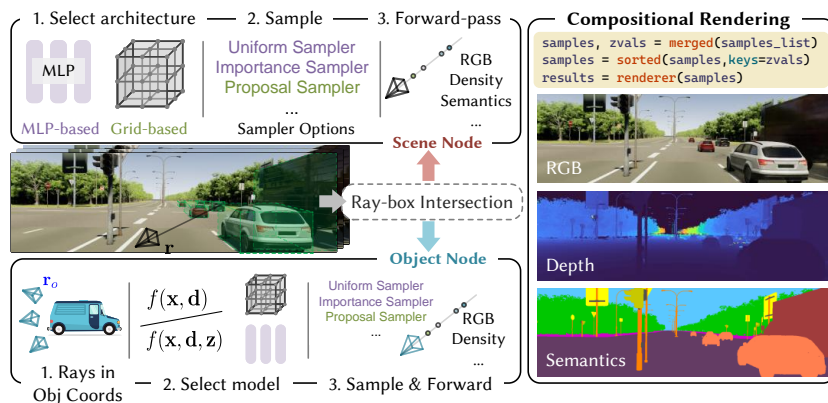 1. Select architecture
2. Sample
3. Forward-pass
MLP
MLP-based
Grid-based
Uniform Sampler
Importance Sampler
Proposal Sampler
...
Sampler Options
RGB
Density
Semantics
...
Scene Node
r
Ray-box Intersection
Object Node
r_o
1. Rays in
Obj Coords
f(x, d)
f(x, d, z)
2. Select model
Uniform Sampler
Importance Sampler
Proposal Sampler
...
RGB
Density
...
3. Sample & Forward
Compositional Rendering
samples, zvals = merged(samples_list)
samples = sorted(samples,keys=zvals)
results = renderer(samples)
RGB
Depth
Semantics